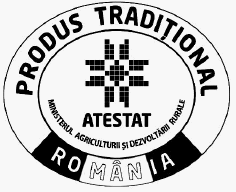 PRODUS TRADIȚIONAL
ATESTAT
MINISTERUL AGRICULTURII ȘI DEZVOLTĂRII RURALE
ROMÂNIA